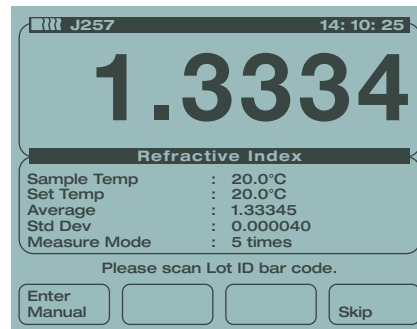 J257 14: 10: 25
1.3334
Refractive Index
Sample Temp : 20.0°C
Set Temp : 20.0°C
Average : 1.33345
Std Dev : 0.000040
Measure Mode : 5 times
Please scan Lot ID bar code.
Enter
Manual
Skip